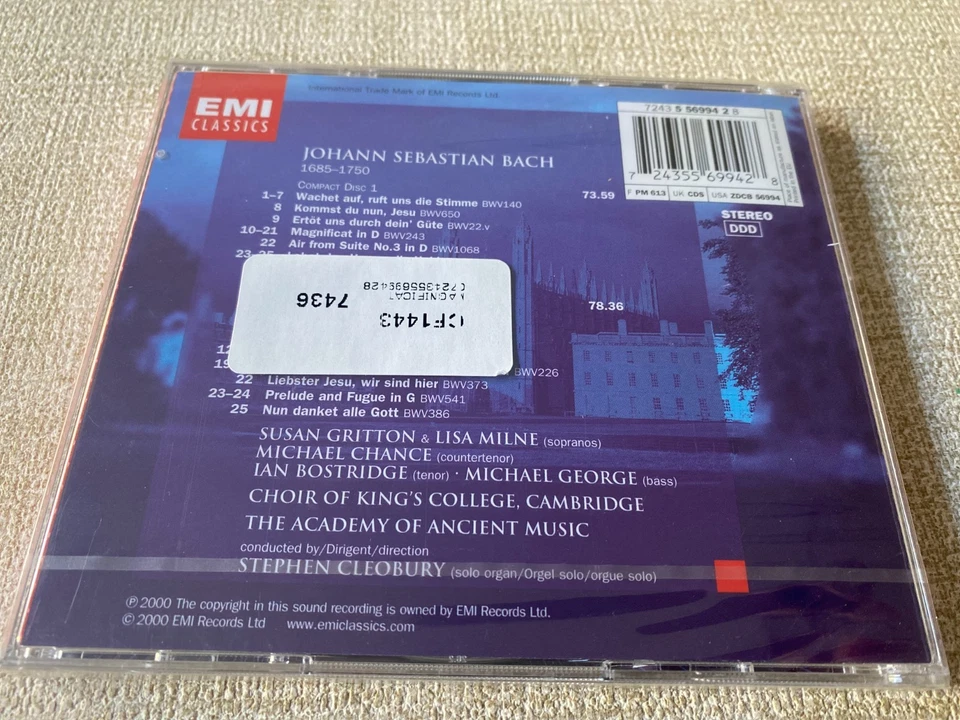 EMI
CLASSICS
International Trade Mark of EMI Records Ltd.
7243 5 56994 2 8
7 24355 69942 8
F PM 613 UK CDS USA ZDCB 56994
STEREO
DDD
JOHANN SEBASTIAN BACH
1685–1750
COMPACT DISC 1
1–7 Wachet auf, ruft uns die Stimme BWV140 73.59
8 Kommst du nun, Jesu BWV650
9 Ertöt uns durch dein' Güte BWV22.v
10–21 Magnificat in D BWV243
22 Air from Suite No.3 in D BWV1068
23–25
78.36
CF1443
7436
0724355699428
BWV226
22 Liebster Jesu, wir sind hier BWV373
23–24 Prelude and Fugue in G BWV541
25 Nun danket alle Gott BWV386
SUSAN GRITTON & LISA MILNE (sopranos)
MICHAEL CHANCE (countertenor)
IAN BOSTRIDGE (tenor) · MICHAEL GEORGE (bass)
CHOIR OF KING'S COLLEGE, CAMBRIDGE
THE ACADEMY OF ANCIENT MUSIC
conducted by/Dirigent/direction
STEPHEN CLEOBURY (solo organ/Orgel solo/orgue solo)
℗ 2000 The copyright in this sound recording is owned by EMI Records Ltd.
© 2000 EMI Records Ltd www.emiclassics.com